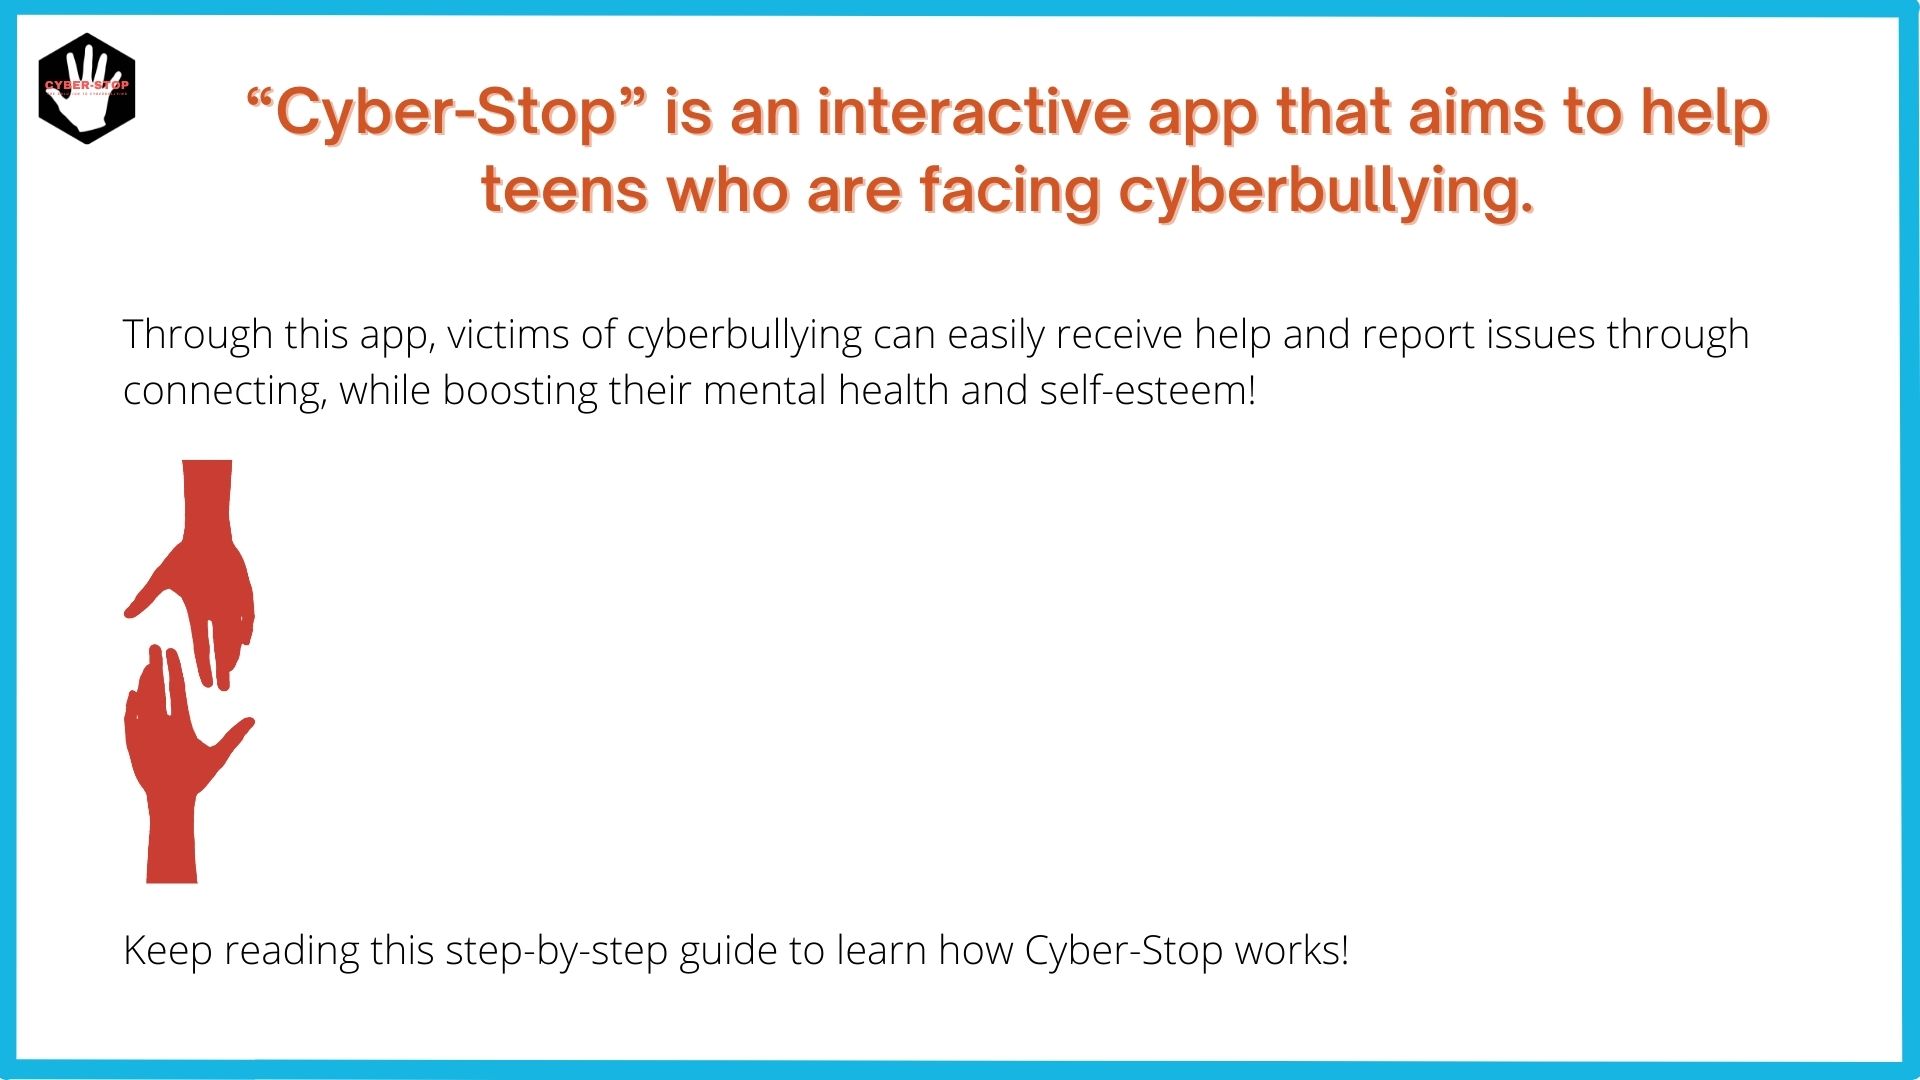 CYBER-STOP
“Cyber-Stop” is an interactive app that aims to help
teens who are facing cyberbullying.
Through this app, victims of cyberbullying can easily receive help and report issues through
connecting, while boosting their mental health and self-esteem!
Keep reading this step-by-step guide to learn how Cyber-Stop works!